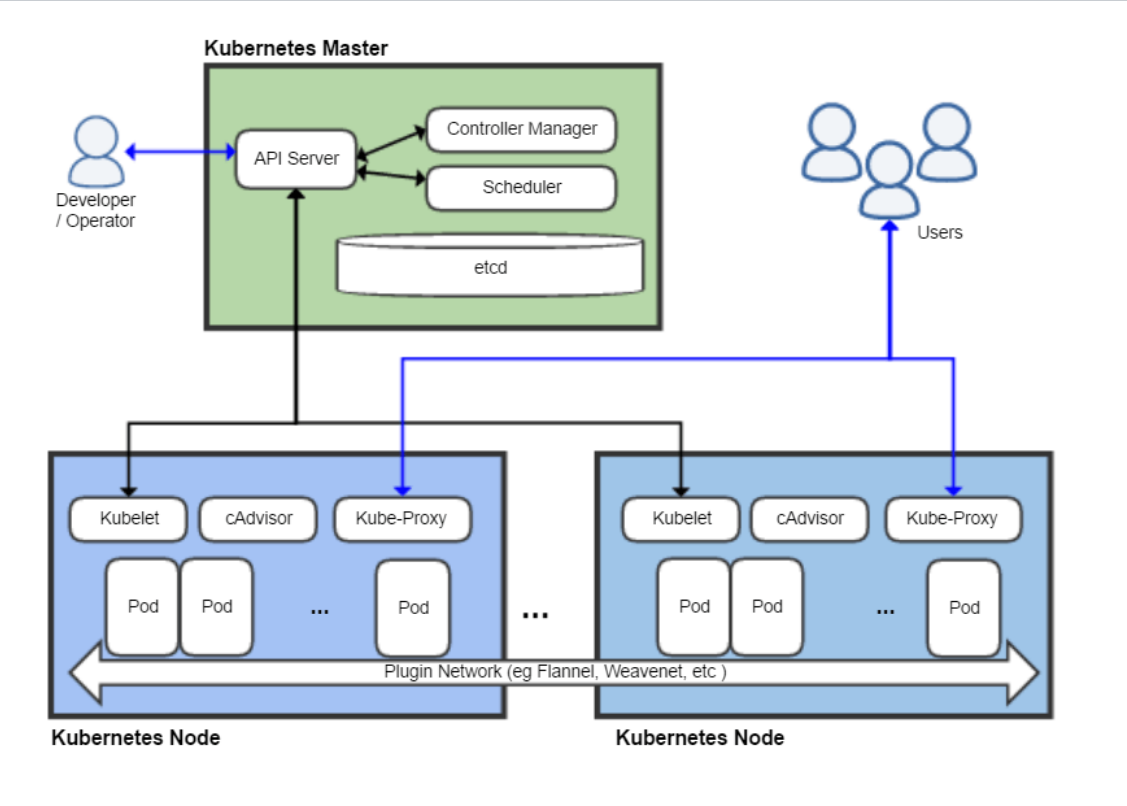 Kubernetes Master
Controller Manager
API Server
Scheduler
etcd
Developer
/ Operator
Users
Kubelet
cAdvisor
Kube-Proxy
Kubelet
cAdvisor
Kube-Proxy
Pod
Pod
...
Pod
...
Pod
Pod
...
Pod
Plugin Network (eg Flannel, Weavenet, etc )
Kubernetes Node
Kubernetes Node